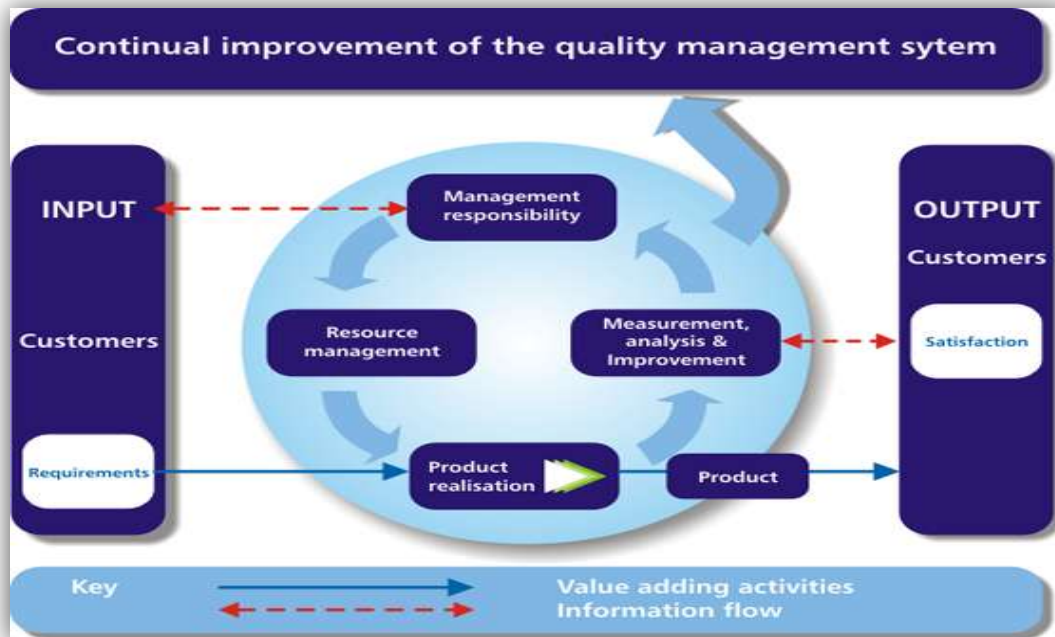 Continual improvement of the quality management sytem
INPUT
Customers
Requirements
Management
responsibility
Resource
management
Measurement,
analysis &
Improvement
Product
realisation
Product
OUTPUT
Customers
Satisfaction
Key
Value adding activities
Information flow